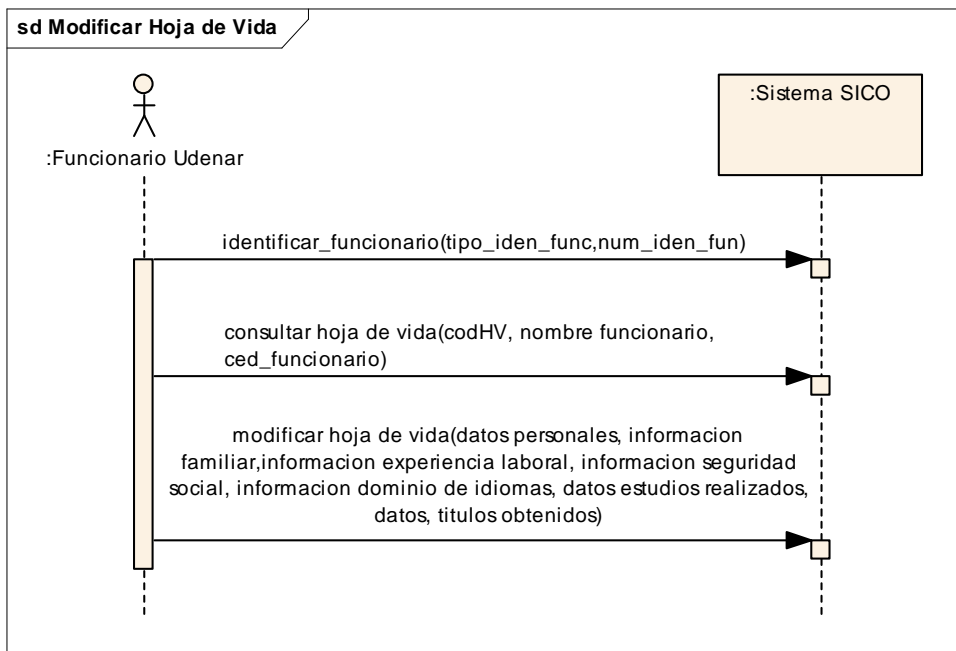 sd Modificar Hoja de Vida
:Funcionario Udenar
:Sistema SICO
identificar_funcionario(tipo_iden_func,num_iden_fun)
consultar hoja de vida(codHV, nombre funcionario,
ced_funcionario)
modificar hoja de vida(datos personales, informacion
familiar,informacion experiencia laboral, informacion seguridad
social, informacion dominio de idiomas, datos estudios realizados,
datos, titulos obtenidos)